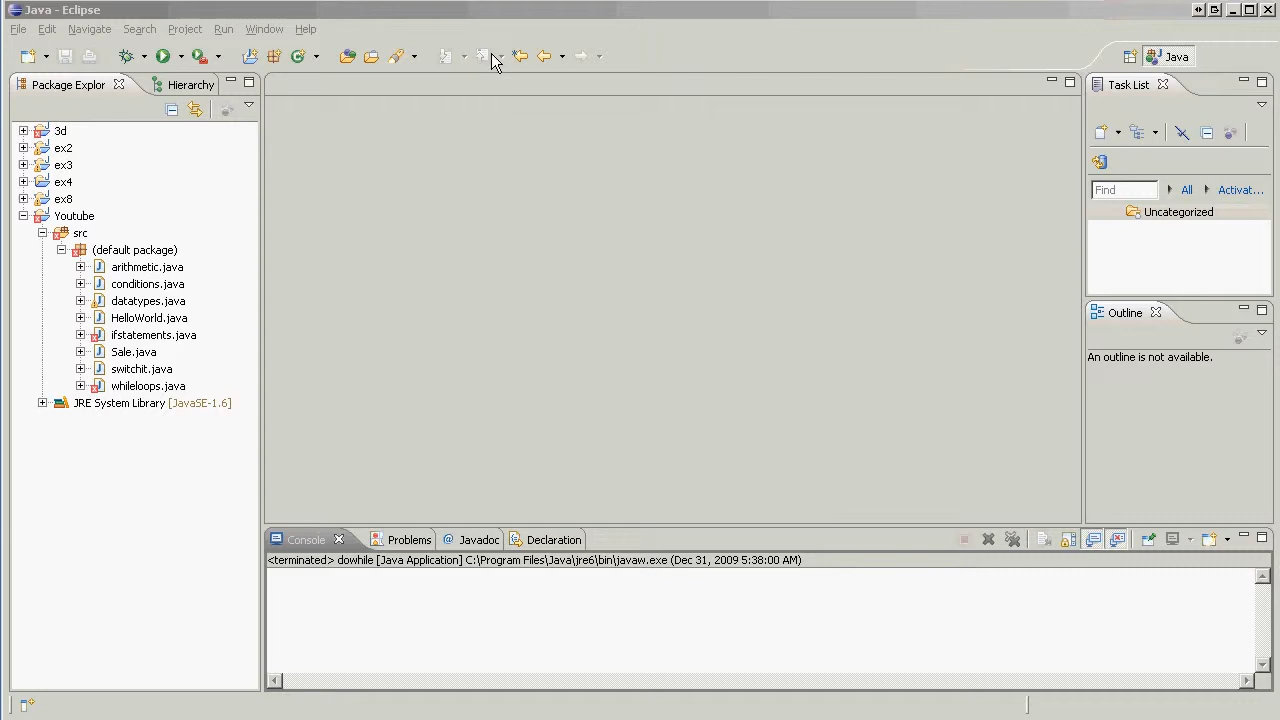 Java - Eclipse
File Edit Navigate Search Project Run Window Help
Java
Package Explor
Hierarchy
3d
ex2
ex3
ex4
ex8
Youtube
src
(default package)
arithmetic.java
conditions.java
datatypes.java
HelloWorld.java
ifstatements.java
Sale.java
switchit.java
whileloops.java
JRE System Library [JavaSE-1.6]
Task List
Find All Activat...
Uncategorized
Outline
An outline is not available.
Console Problems @ Javadoc Declaration
<terminated> dowhile [Java Application] C:\Program Files\Java\jre6\bin\javaw.exe (Dec 31, 2009 5:38:00 AM)